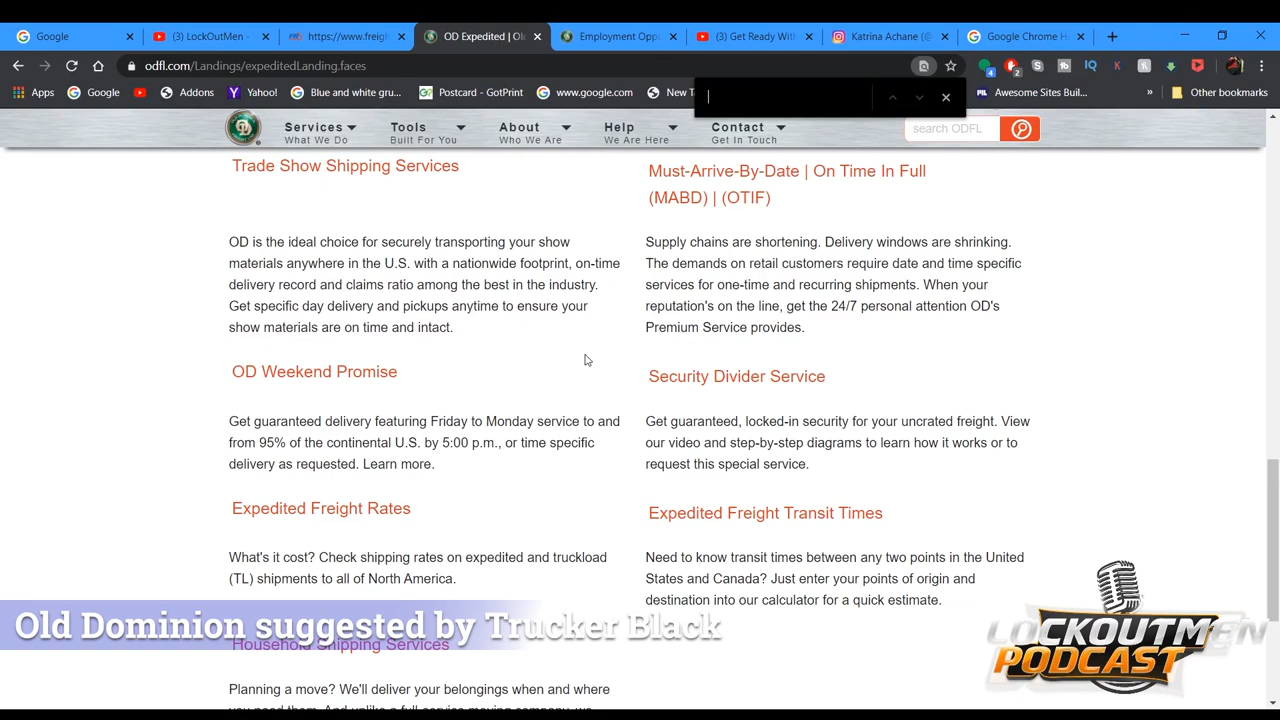 Google
(3) LockOutMen -
https://www.freigh
OD Expedited | Ol
Employment Oppo
(3) Get Ready With
Katrina Achane (@
Google Chrome H
odfl.com/Landings/expeditedLanding.faces
Apps
Google
Addons
Yahoo!
Blue and white gru...
Postcard - GotPrint
www.google.com
New T
Awesome Sites Buil...
Other bookmarks
Services
What We Do
Tools
Built For You
About
Who We Are
Help
We Are Here
Contact
Get In Touch
search ODFL
Trade Show Shipping Services
OD is the ideal choice for securely transporting your show
materials anywhere in the U.S. with a nationwide footprint, on-time
delivery record and claims ratio among the best in the industry.
Get specific day delivery and pickups anytime to ensure your
show materials are on time and intact.
Must-Arrive-By-Date | On Time In Full
(MABD) | (OTIF)
Supply chains are shortening. Delivery windows are shrinking.
The demands on retail customers require date and time specific
services for one-time and recurring shipments. When your
reputation's on the line, get the 24/7 personal attention OD's
Premium Service provides.
OD Weekend Promise
Get guaranteed delivery featuring Friday to Monday service to and
from 95% of the continental U.S. by 5:00 p.m., or time specific
delivery as requested. Learn more.
Security Divider Service
Get guaranteed, locked-in security for your uncrated freight. View
our video and step-by-step diagrams to learn how it works or to
request this special service.
Expedited Freight Rates
What's it cost? Check shipping rates on expedited and truckload
(TL) shipments to all of North America.
Expedited Freight Transit Times
Need to know transit times between any two points in the United
States and Canada? Just enter your points of origin and
destination into our calculator for a quick estimate.
Old Dominion suggested by Trucker Black
Household Shipping Services
Planning a move? We'll deliver your belongings when and where
LOCKOUTMEN
PODCAST